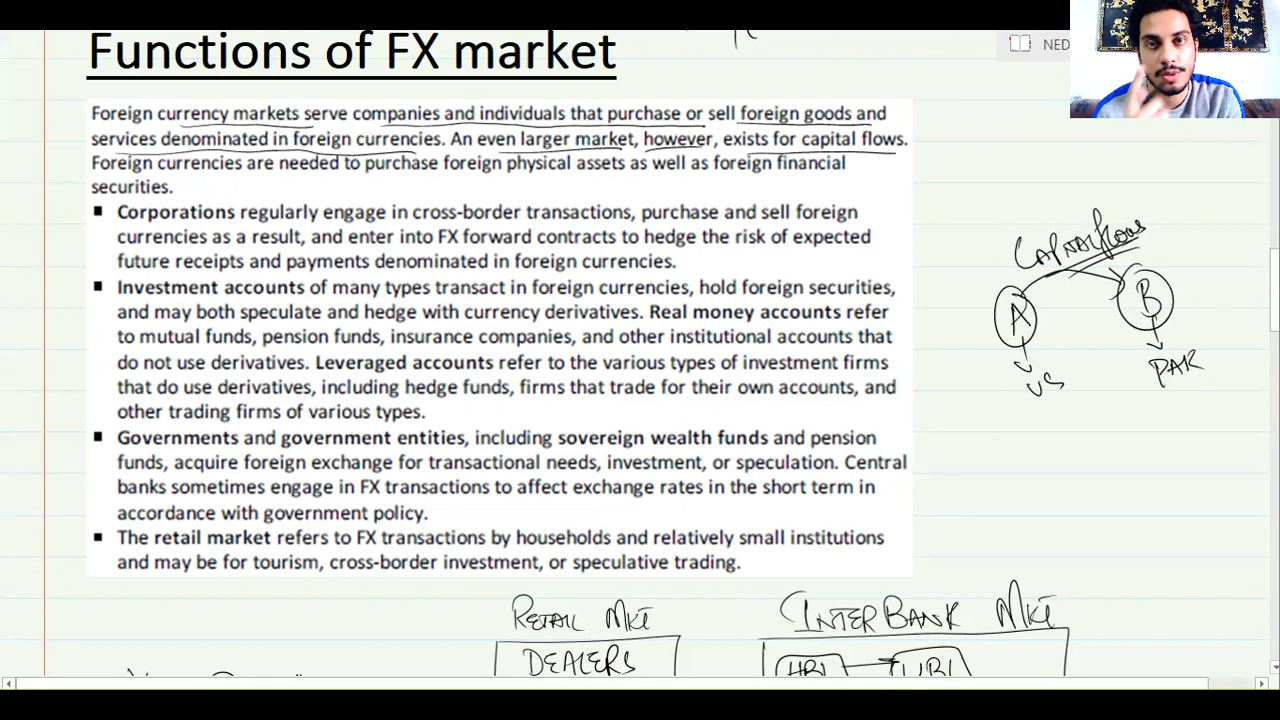 Functions of FX market
NED
Foreign currency markets serve companies and individuals that purchase or sell foreign goods and
services denominated in foreign currencies. An even larger market, however, exists for capital flows.
Foreign currencies are needed to purchase foreign physical assets as well as foreign financial
securities.
▪ Corporations regularly engage in cross-border transactions, purchase and sell foreign
currencies as a result, and enter into FX forward contracts to hedge the risk of expected
future receipts and payments denominated in foreign currencies.
▪ Investment accounts of many types transact in foreign currencies, hold foreign securities,
and may both speculate and hedge with currency derivatives. Real money accounts refer
to mutual funds, pension funds, insurance companies, and other institutional accounts that
do not use derivatives. Leveraged accounts refer to the various types of investment firms
that do use derivatives, including hedge funds, firms that trade for their own accounts, and
other trading firms of various types.
▪ Governments and government entities, including sovereign wealth funds and pension
funds, acquire foreign exchange for transactional needs, investment, or speculation. Central
banks sometimes engage in FX transactions to affect exchange rates in the short term in
accordance with government policy.
▪ The retail market refers to FX transactions by households and relatively small institutions
and may be for tourism, cross-border investment, or speculative trading.
CAPITAL flows
A
B
US
PAK
RETAIL MKT
INTERBANK MKT
DEALERS
HBL
UBL